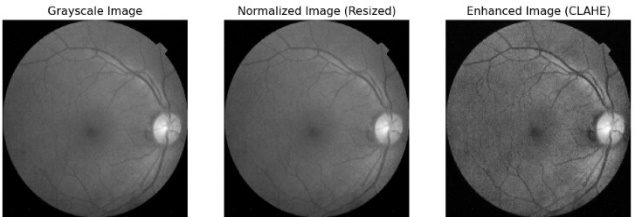 Grayscale Image
Normalized Image (Resized)
Enhanced Image (CLAHE)